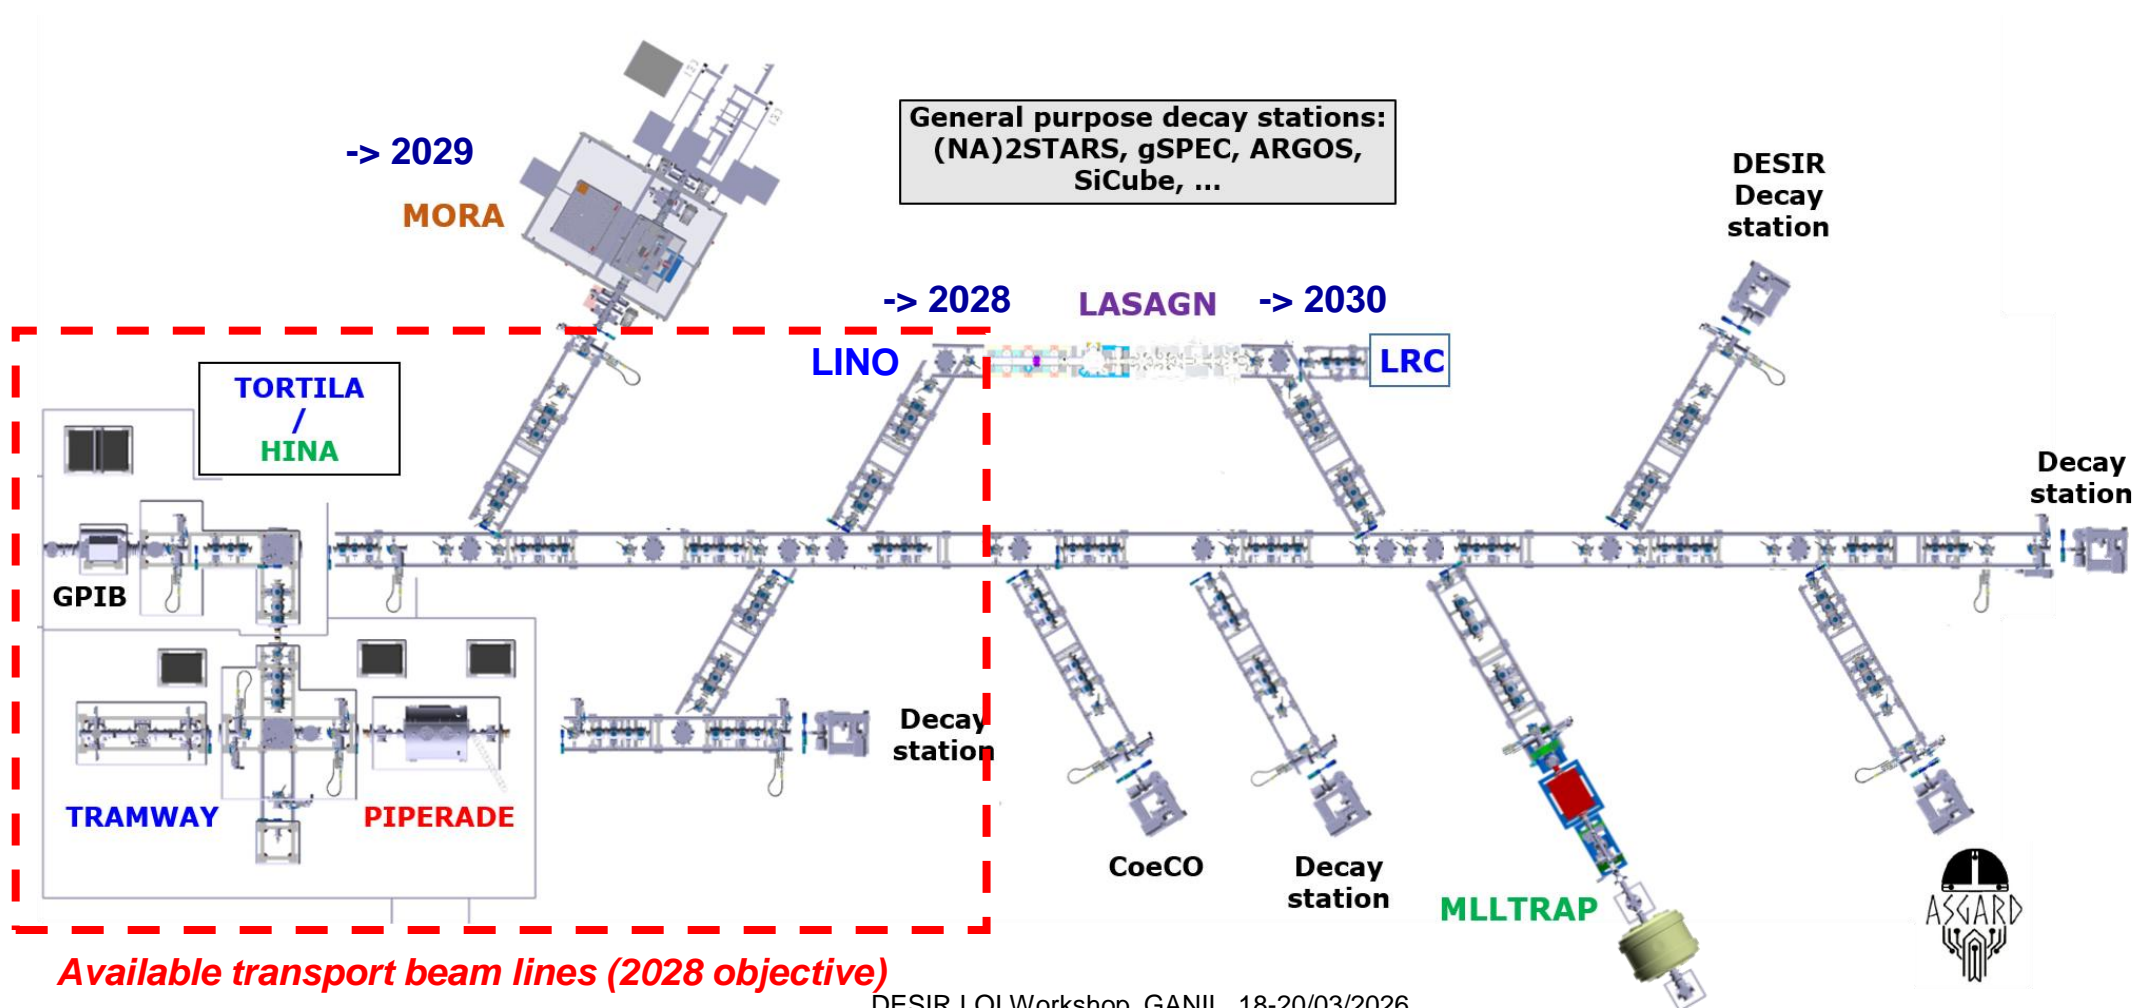 -> 2029
MORA
General purpose decay stations:
(NA)2STARS, gSPEC, ARGOS,
SiCube, ...
DESIR
Decay
station
-> 2028
LASAGN
-> 2030
LINO
LRC
TORTILA
/
HINA
Decay
station
GPIB
Decay
station
TRAMWAY
PIPERADE
CoeCO
Decay
station
MLLTRAP
ASGARD
Available transport beam lines (2028 objective)
DESIR LOI Workshop, GANIL, 18-20/03/2026